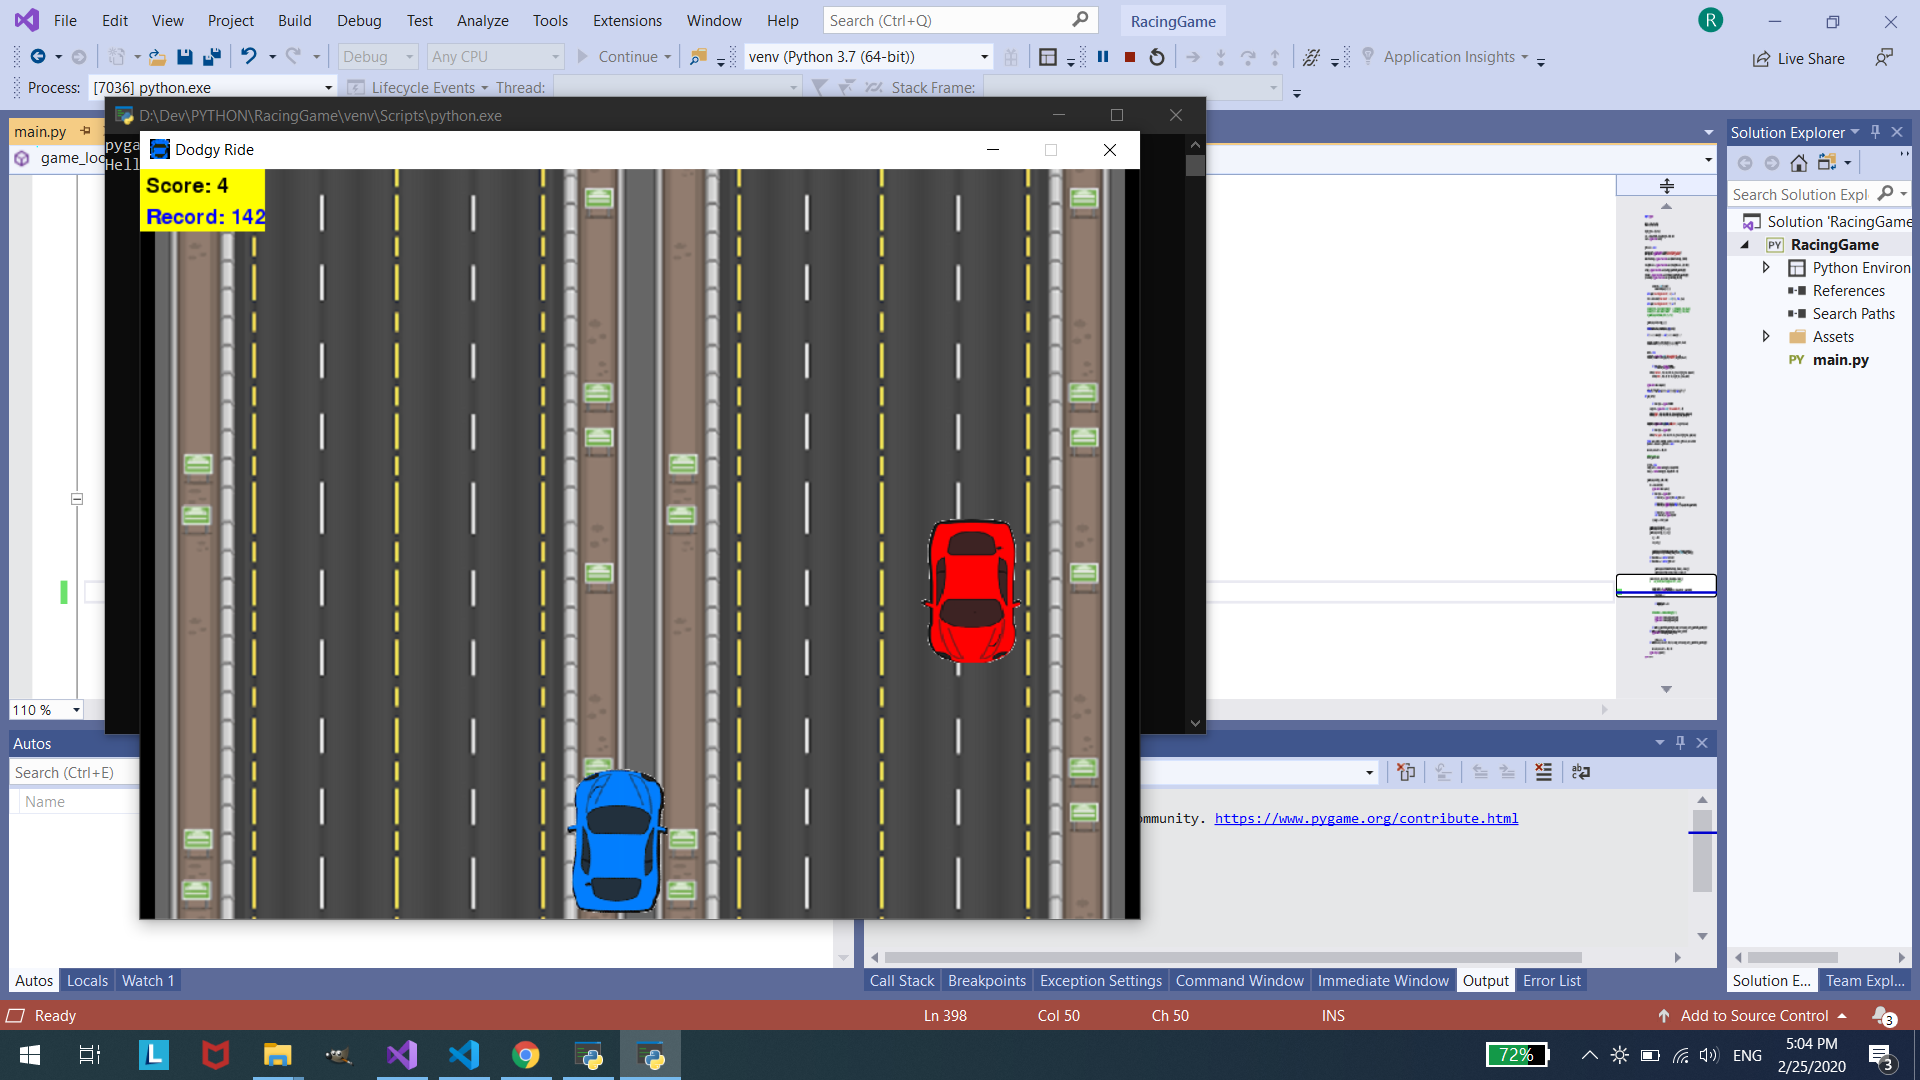 File Edit View Project Build Debug Test Analyze Tools Extensions Window Help Search (Ctrl+Q) RacingGame R
Debug Any CPU Continue venv (Python 3.7 (64-bit)) Application Insights Live Share
Process: [7036] python.exe Lifecycle Events Thread: Stack Frame:
D:\Dev\PYTHON\RacingGame\venv\Scripts\python.exe
main.py
pyga
game_loo
Hell
Dodgy Ride
Score: 4
Record: 142
Solution Explorer
Search Solution Expl
Solution 'RacingGame
PY RacingGame
Python Environ
References
Search Paths
Assets
PY main.py
110 %
Autos
Search (Ctrl+E)
Name
mmunity. https://www.pygame.org/contribute.html
Autos Locals Watch 1
Call Stack Breakpoints Exception Settings Command Window Immediate Window Output Error List
Solution E... Team Expl...
Ready Ln 398 Col 50 Ch 50 INS Add to Source Control 3
L 72% ENG 5:04 PM
2/25/2020 3